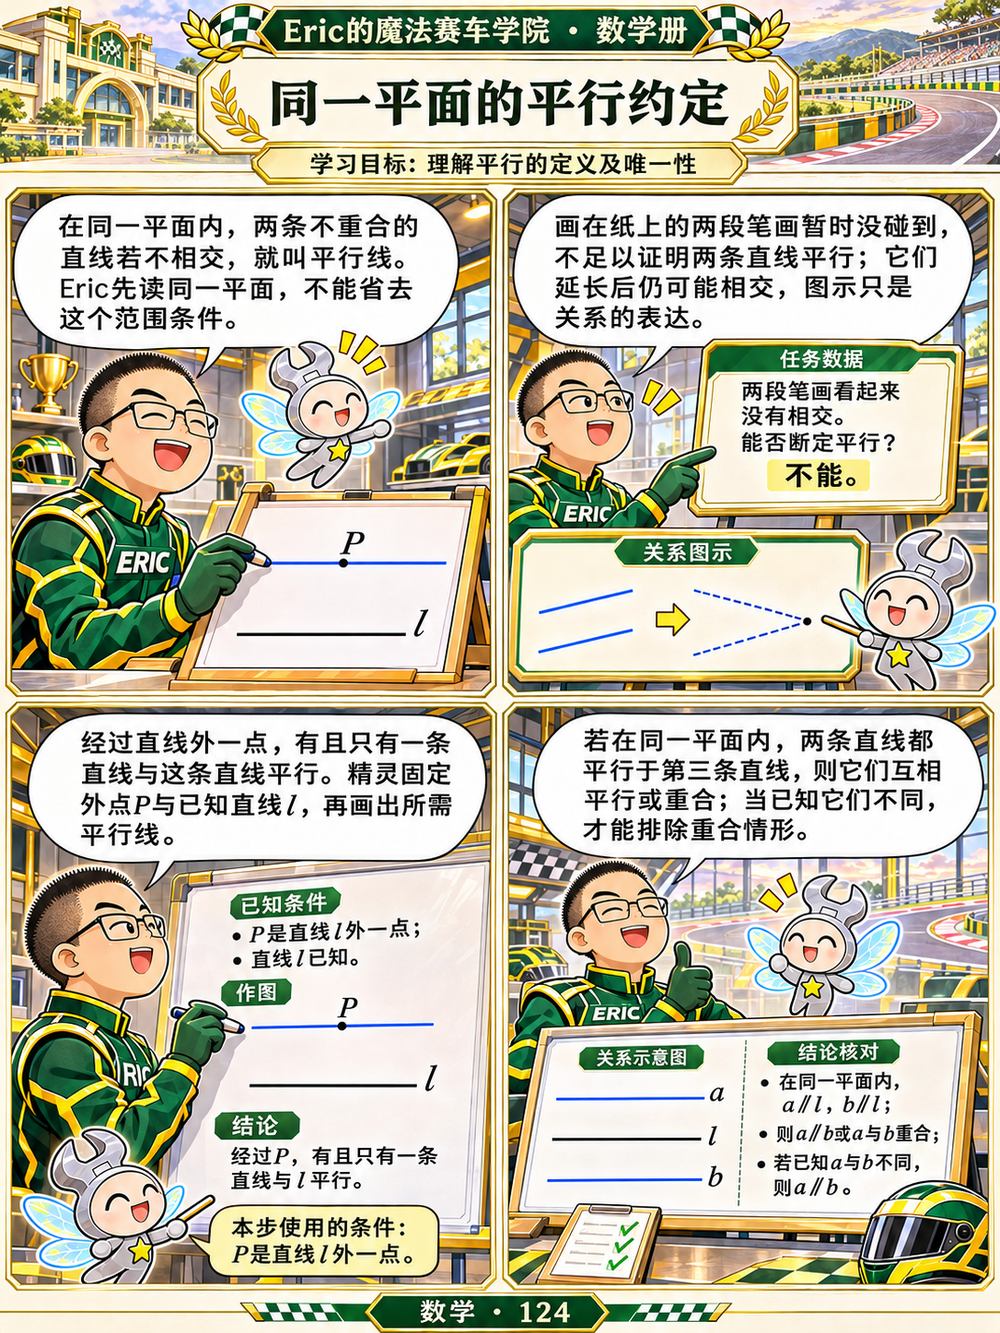 Eric的魔法赛车学院 · 数学册
同一平面的平行约定
学习目标：理解平行的定义及唯一性
在同一平面内，两条不重合的
直线若不相交，就叫平行线。
Eric先读同一平面，不能省去
这个范围条件。
ERIC
P
l
画在纸上的两段笔画暂时没碰到，
不足以证明两条直线平行；它们
延长后仍可能相交，图示只是
关系的表达。
任务数据
两段笔画看起来
没有相交。
能否断定平行？
不能。
ERIC
关系图示
经过直线外一点，有且只有一条
直线与这条直线平行。精灵固定
外点P与已知直线l，再画出所需
平行线。
已知条件
• P是直线l外一点；
• 直线l已知。
作图
P
l
RIC
结论
经过P，有且只有一条
直线与l平行。
本步使用的条件：
P是直线l外一点。
若在同一平面内，两条直线都
平行于第三条直线，则它们互相
平行或重合；当已知它们不同，
才能排除重合情形。
ERIC
关系示意图
a
l
b
结论核对
• 在同一平面内，
a∥l，b∥l；
• 则a∥b或a与b重合；
• 若已知a与b不同，
则a∥b。
数学 · 124